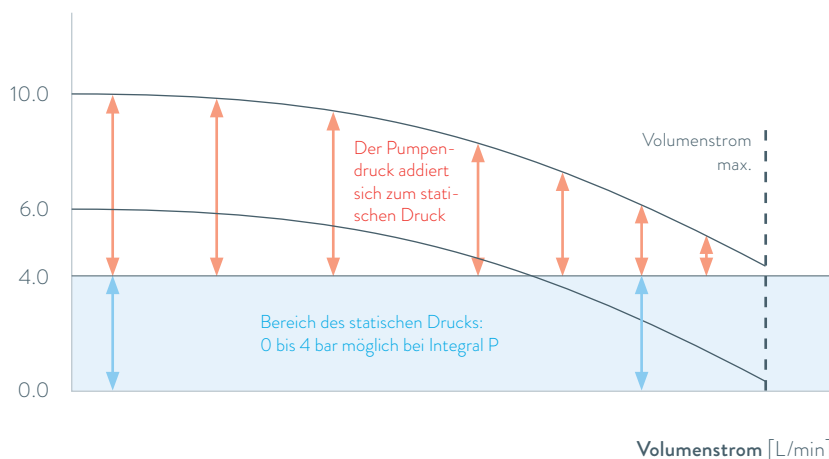 10.0
6.0
4.0
0.0
Der Pumpen-
druck addiert
sich zum stati-
schen Druck
Volumenstrom
max.
Bereich des statischen Drucks:
0 bis 4 bar möglich bei Integral P
Volumenstrom [L/min